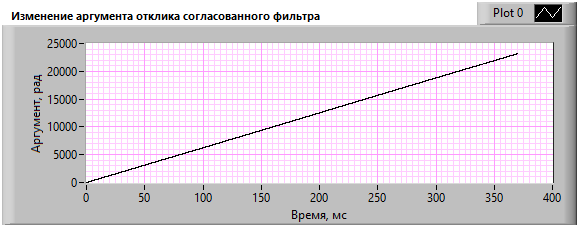 Изменение аргумента отклика согласованного фильтра
Plot 0
Аргумент, рад
25000
20000
15000
10000
5000
0
0 50 100 150 200 250 300 350 400
Время, мс